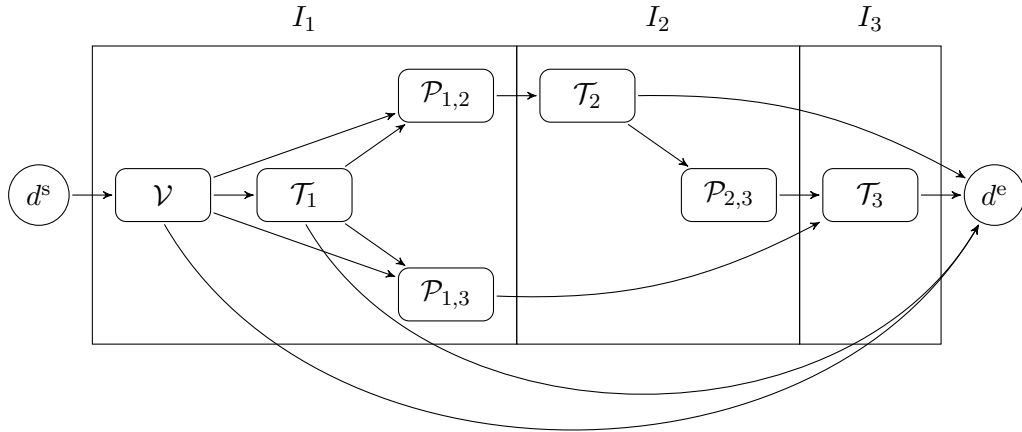 I₁ I₂ I₃
𝒫₁,₂ 𝒯₂
dˢ 𝒱 𝒯₁ 𝒫₂,₃ 𝒯₃ dᵉ
𝒫₁,₃